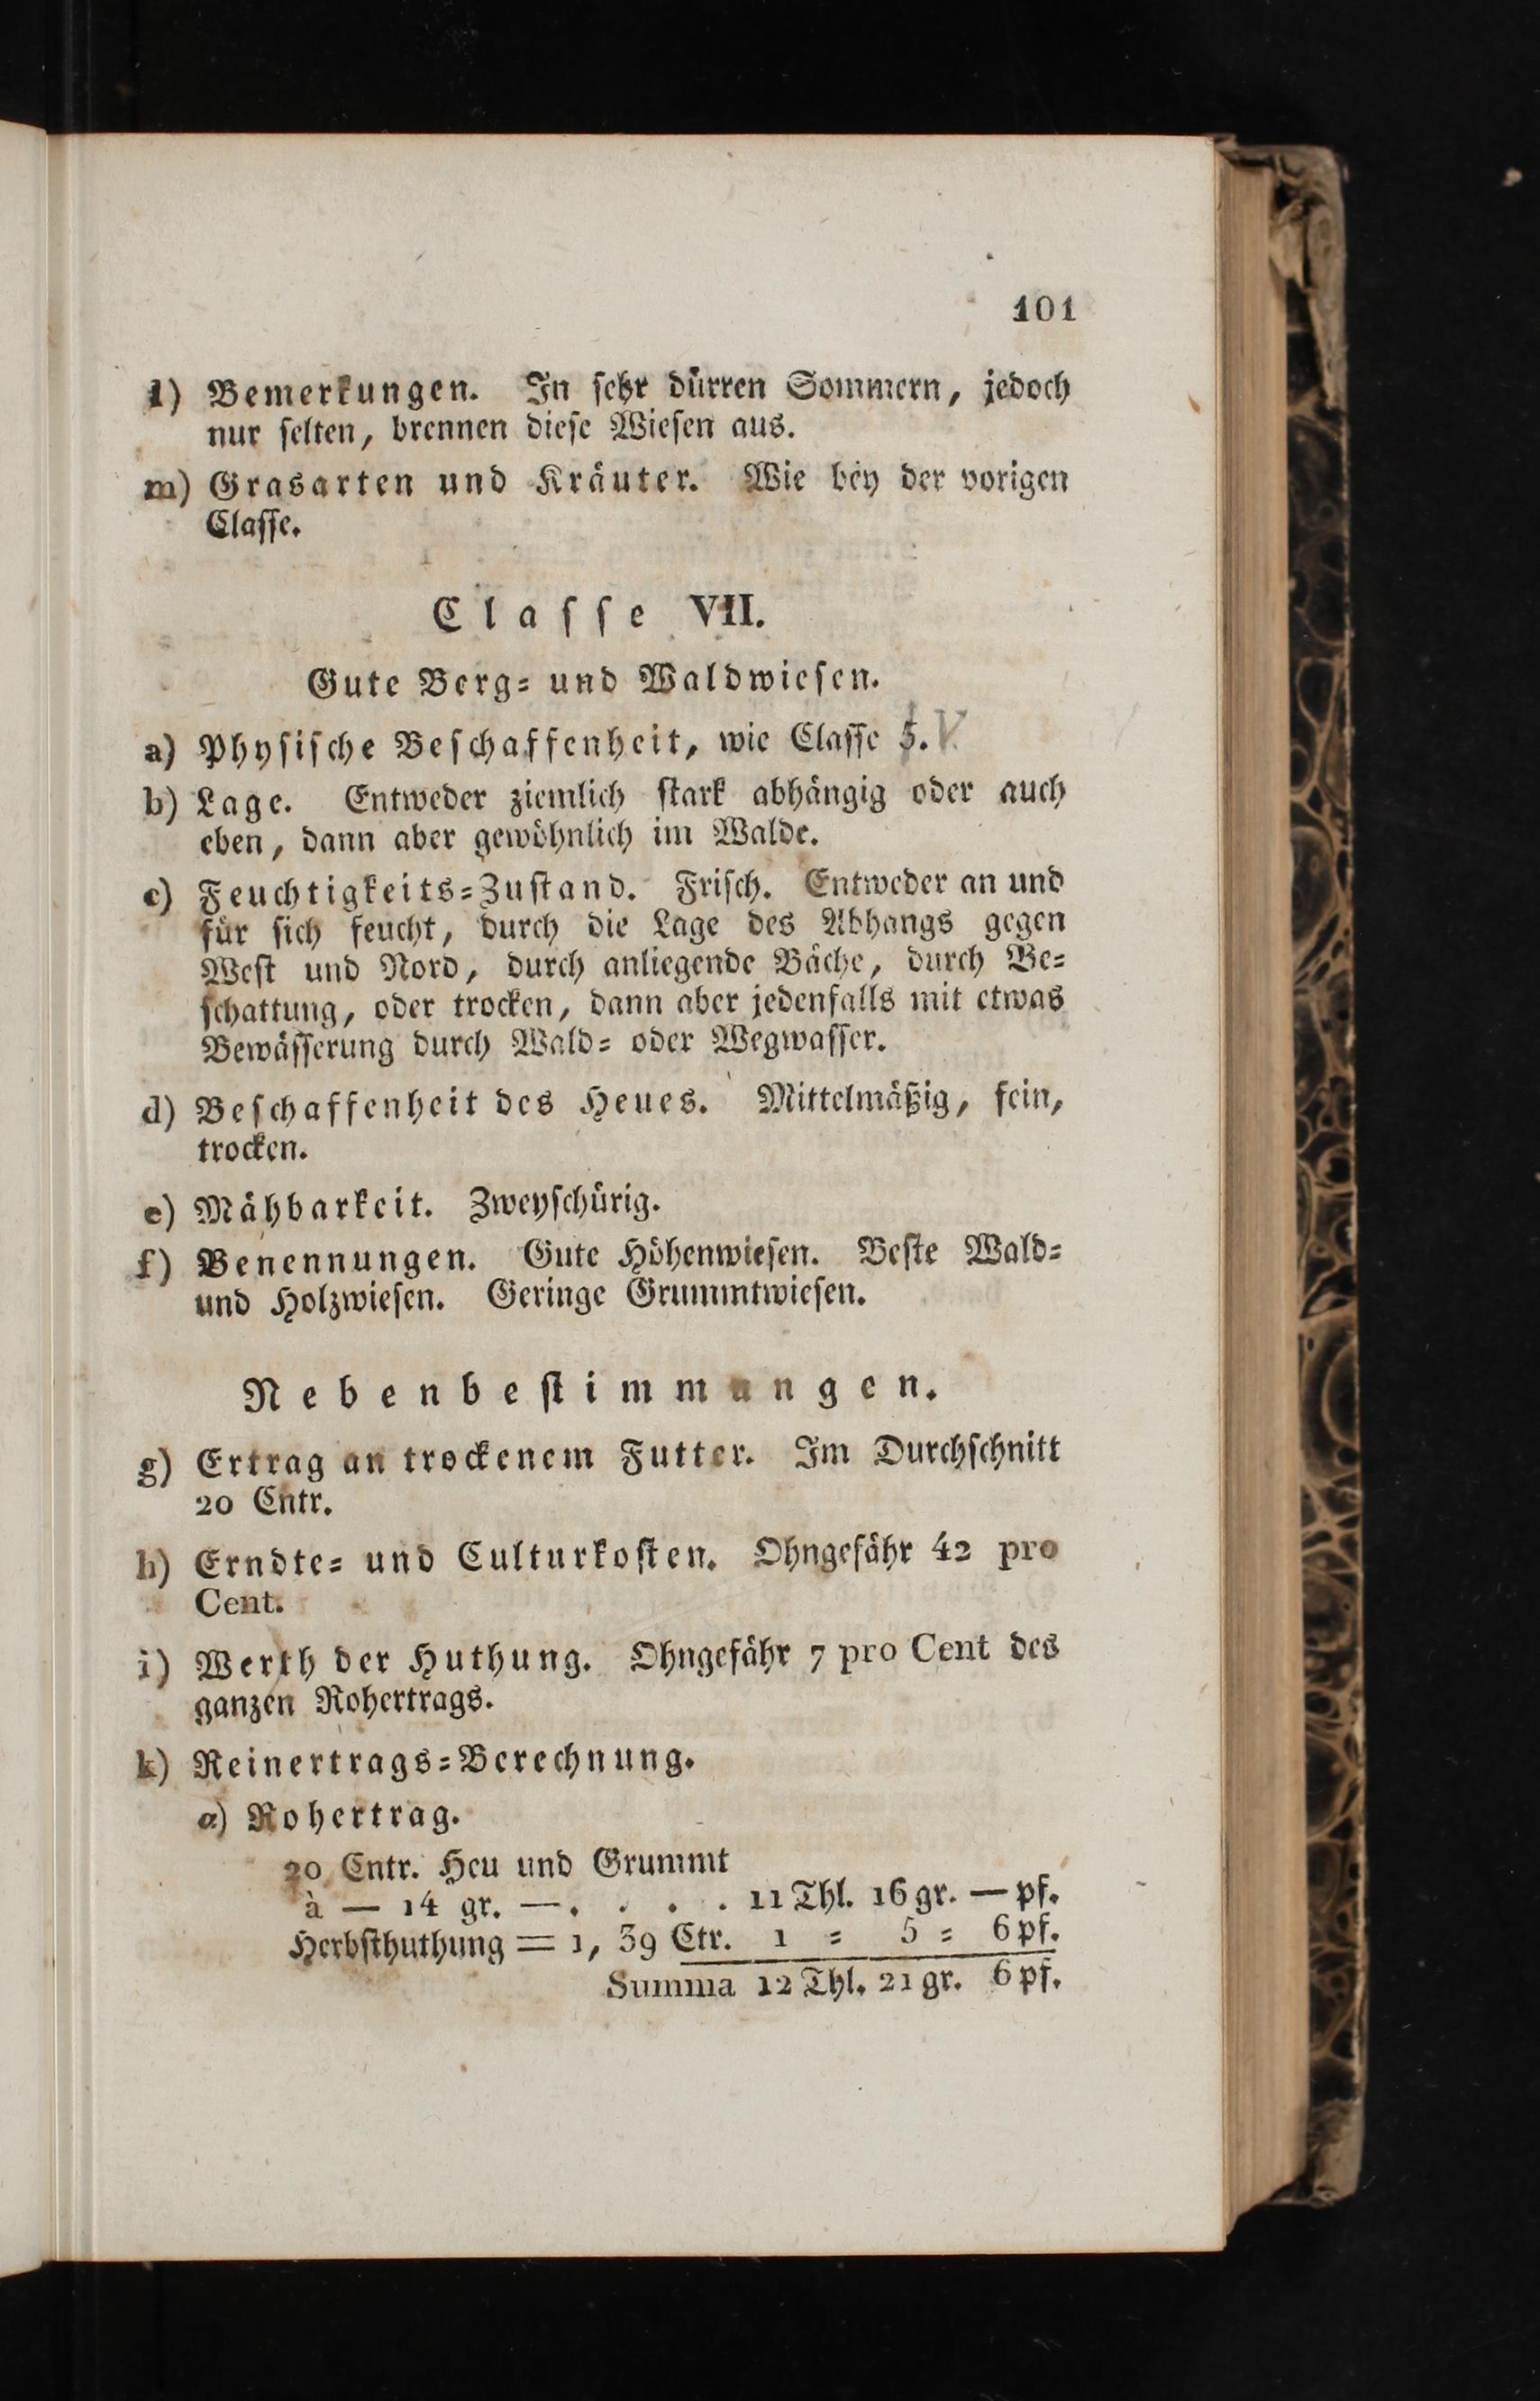 101
l) Bemerkungen. In ſehr dürren Sommern, jedoch
nur ſelten, brennen dieſe Wieſen aus.
m) Grasarten und Kräuter. Wie bey der vorigen
Claſſe.
Claſſe VII.
Gute Berg= und Waldwieſen.
a) Phyſiſche Beſchaffenheit, wie Claſſe 5. V.
b) Lage. Entweder ziemlich ſtark abhängig oder auch
eben, dann aber gewöhnlich im Walde.
c) Feuchtigkeits=Zuſtand. Friſch. Entweder an und
für ſich feucht, durch die Lage des Abhangs gegen
Weſt und Nord, durch anliegende Bäche, durch Be=
ſchattung, oder trocken, dann aber jedenfalls mit etwas
Bewäſſerung durch Wald= oder Wegwaſſer.
d) Beſchaffenheit des Heues. Mittelmäßig, fein,
trocken.
e) Mähbarkeit. Zweyſchürig.
f) Benennungen. Gute Höhenwieſen. Beſte Wald=
und Holzwieſen. Geringe Grummtwieſen.
Nebenbeſtimmungen.
g) Ertrag an trockenem Futter. Im Durchſchnitt
20 Cntr.
h) Erndte= und Culturkoſten. Ohngefähr 42 pro
Cent.
i) Werth der Huthung. Ohngefähr 7 pro Cent des
ganzen Rohertrags.
k) Reinertrags=Berechnung.
α) Rohertrag.
20 Cntr. Heu und Grummt
à — 14 gr. — . . . . 11 Thl. 16 gr. — pf.
Herbſthuthung = 1, 39 Ctr. 1 = 5 = 6 pf.
Summa 12 Thl. 21 gr. 6 pf.